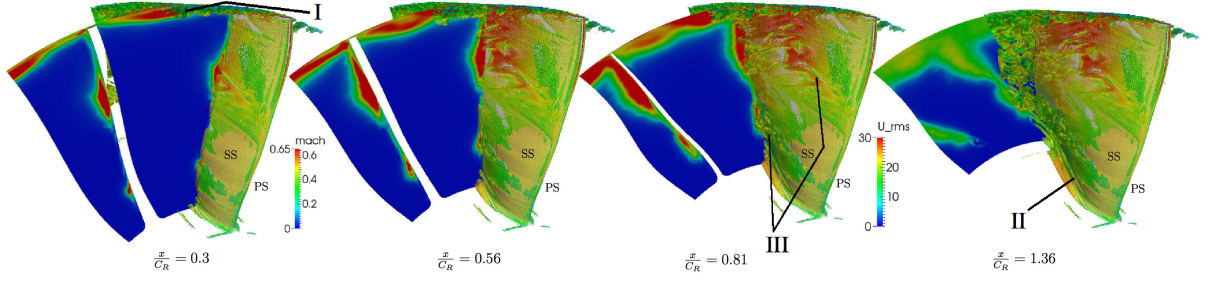 I
mach
0.65
0.6
0.4
0.2
0
SS
PS
x/C_R = 0.3
SS
PS
x/C_R = 0.56
SS
PS
III
x/C_R = 0.81
U_rms
30
20
10
0
SS
PS
II
x/C_R = 1.36